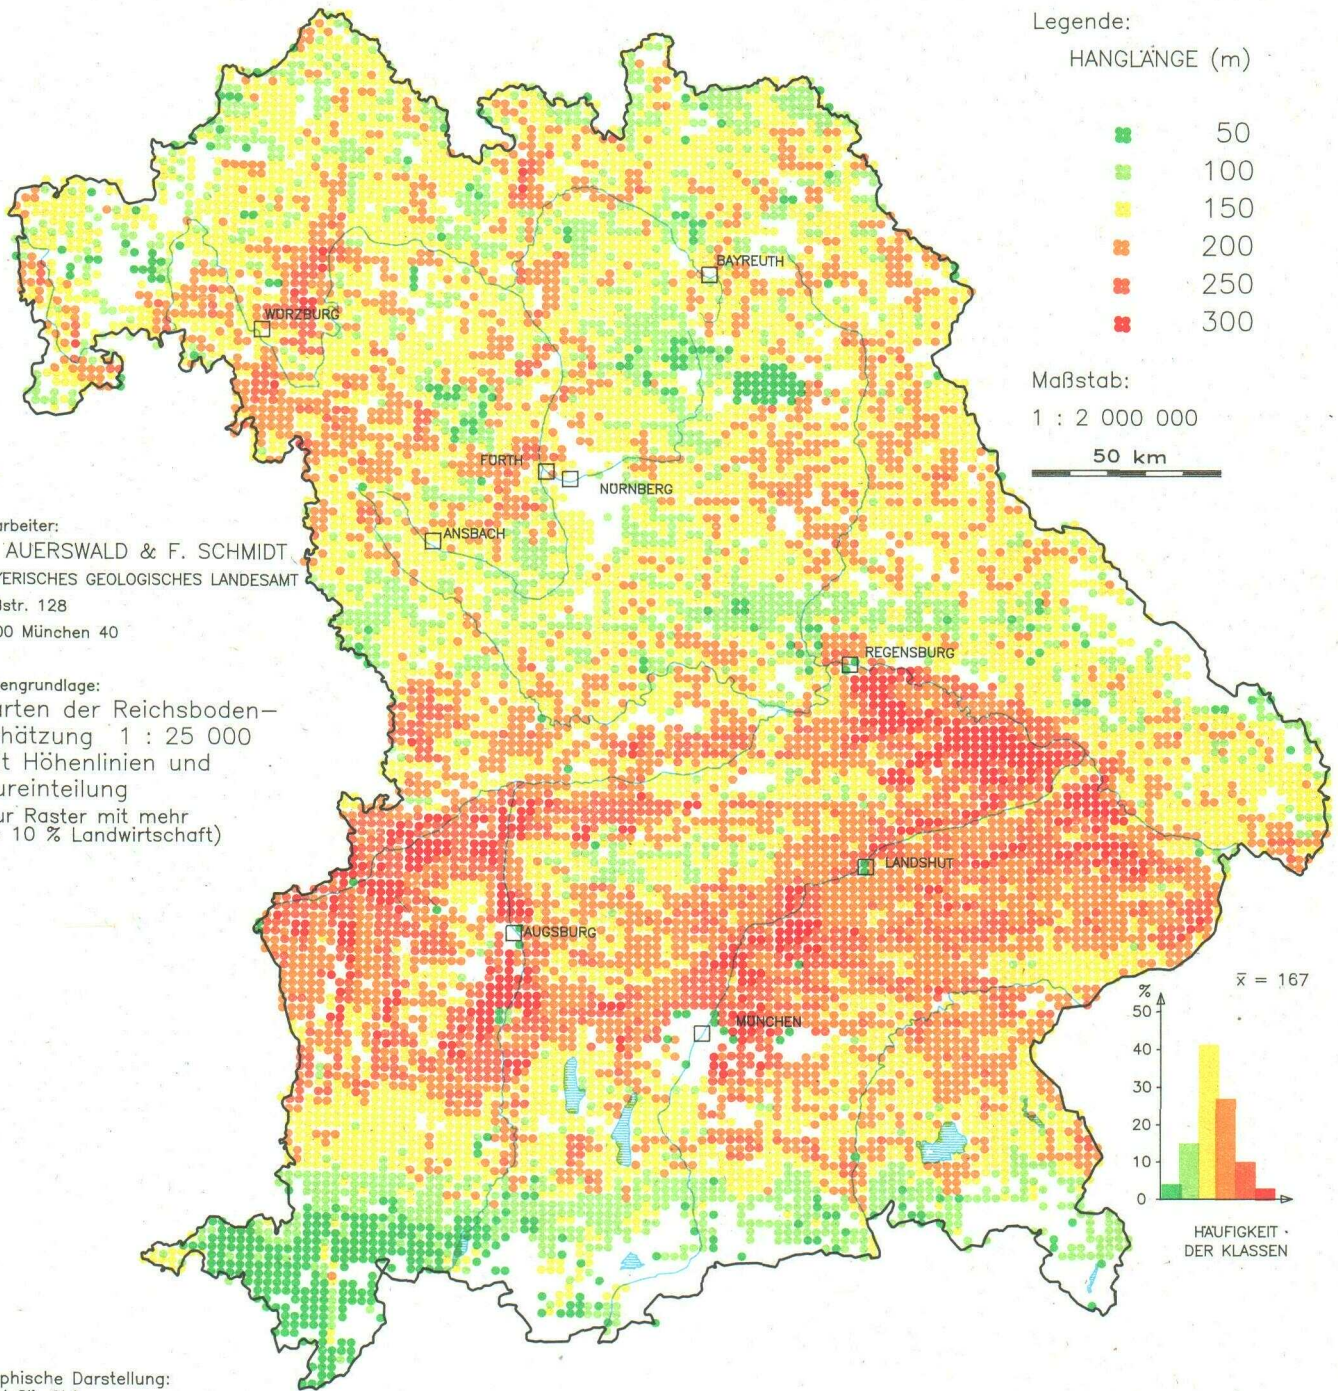 Legende:
HANGLÄNGE (m)
50
100
150
200
250
300
Maßstab:
1 : 2 000 000
50 km
BAYREUTH
WÜRZBURG
FÜRTH
NÜRNBERG
ANSBACH
REGENSBURG
LANDSHUT
AUGSBURG
MÜNCHEN
arbeiter:
AUERSWALD & F. SCHMIDT
YERISCHES GEOLOGISCHES LANDESAMT
str. 128
00 München 40
engrundlage:
arten der Reichsboden—
hätzung 1 : 25 000
t Höhenlinien und
ureinteilung
ur Raster mit mehr
10 % Landwirtschaft)
x̄ = 167
%
50
40
30
20
10
0
HÄUFIGKEIT
DER KLASSEN
phische Darstellung: